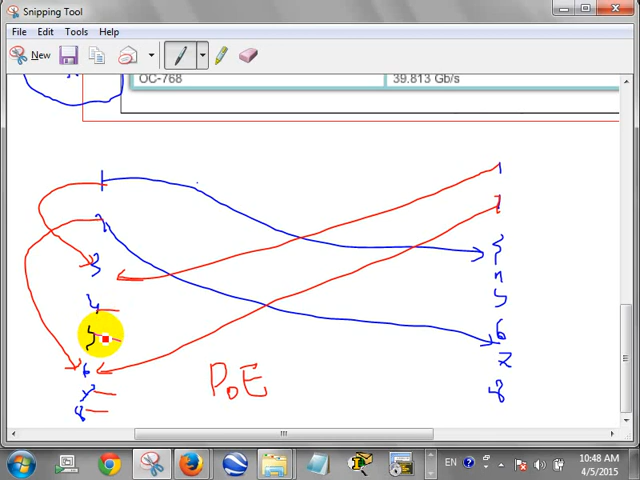 Snipping Tool
File Edit Tools Help
New
OC-768 39.813 Gb/s
1 1
2 2
3 3
4 4
5 5
6 6
7 7
8 8
PoE
EN
10:48 AM
4/5/2015